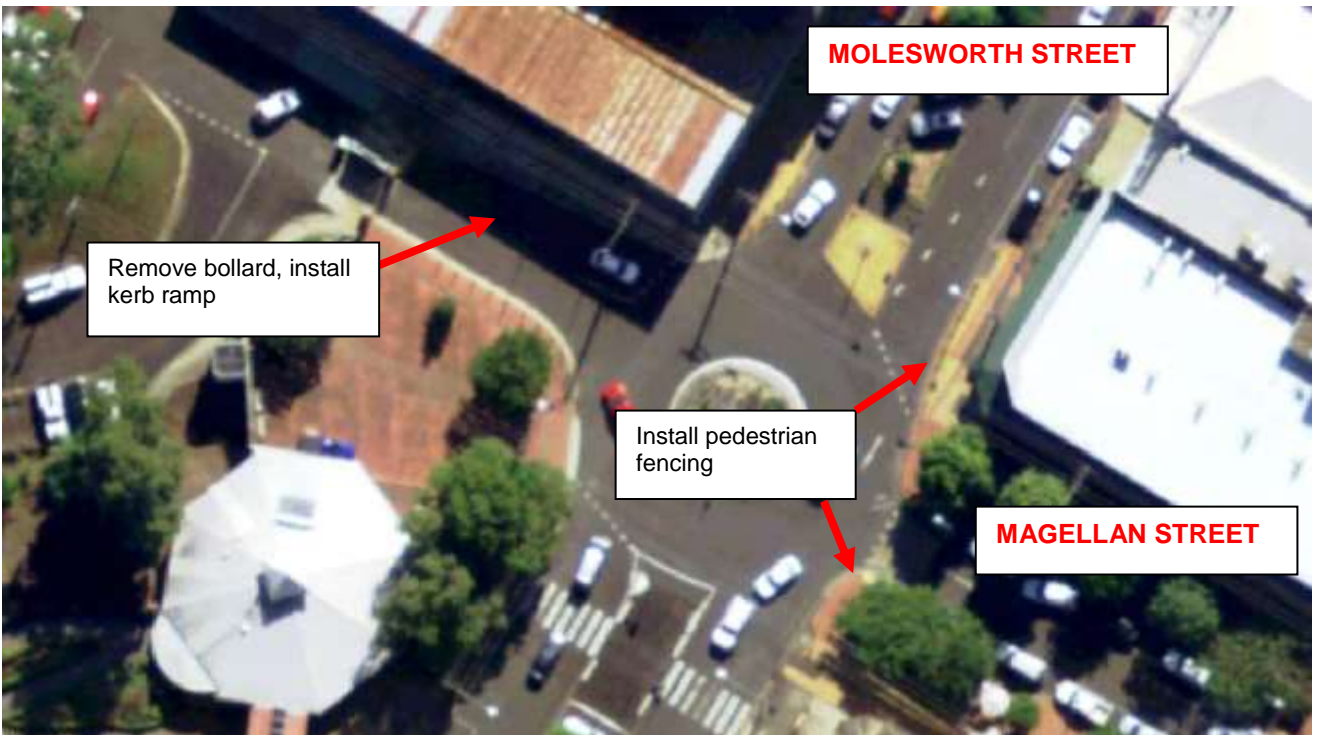 MOLESWORTH STREET
Remove bollard, install
kerb ramp
Install pedestrian
fencing
MAGELLAN STREET